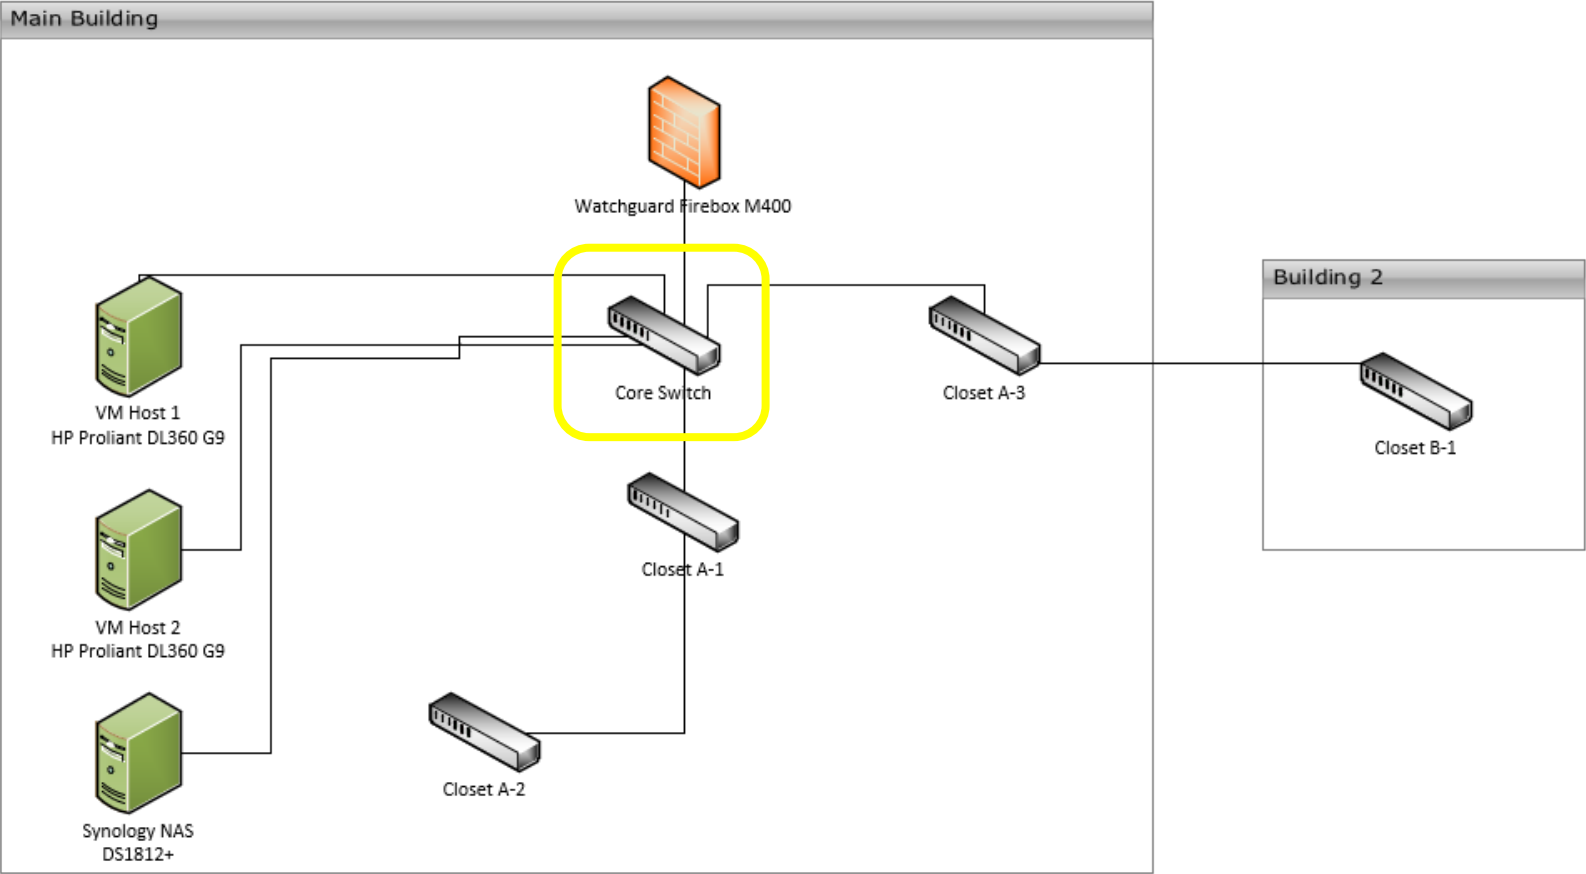 Main Building
Watchguard Firebox M400
Building 2
VM Host 1
HP Proliant DL360 G9
Core Switch
Closet A-3
Closet B-1
Closet A-1
VM Host 2
HP Proliant DL360 G9
Closet A-2
Synology NAS
DS1812+